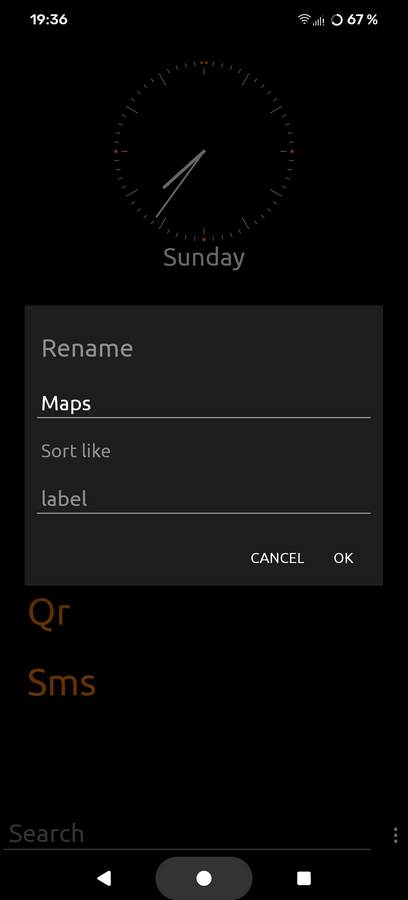 19:36 67 %
Sunday
Rename
Maps
Sort like
label
CANCEL OK
Qr
Sms
Search